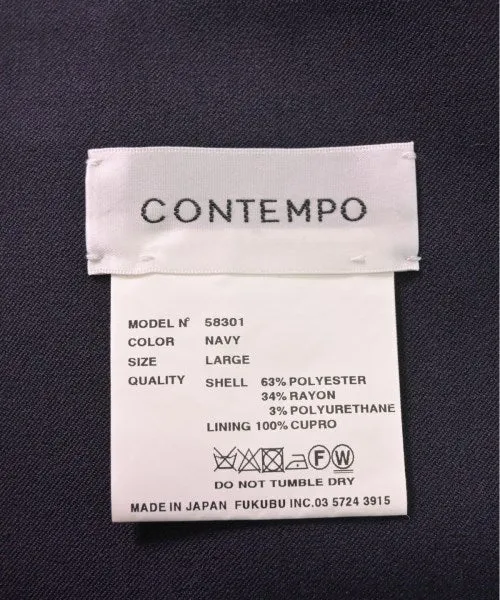 CONTEMPO
MODEL Nº 58301
COLOR NAVY
SIZE LARGE
QUALITY SHELL 63% POLYESTER
34% RAYON
3% POLYURETHANE
LINING 100% CUPRO
F W
DO NOT TUMBLE DRY
MADE IN JAPAN FUKUBU INC.03 5724 3915